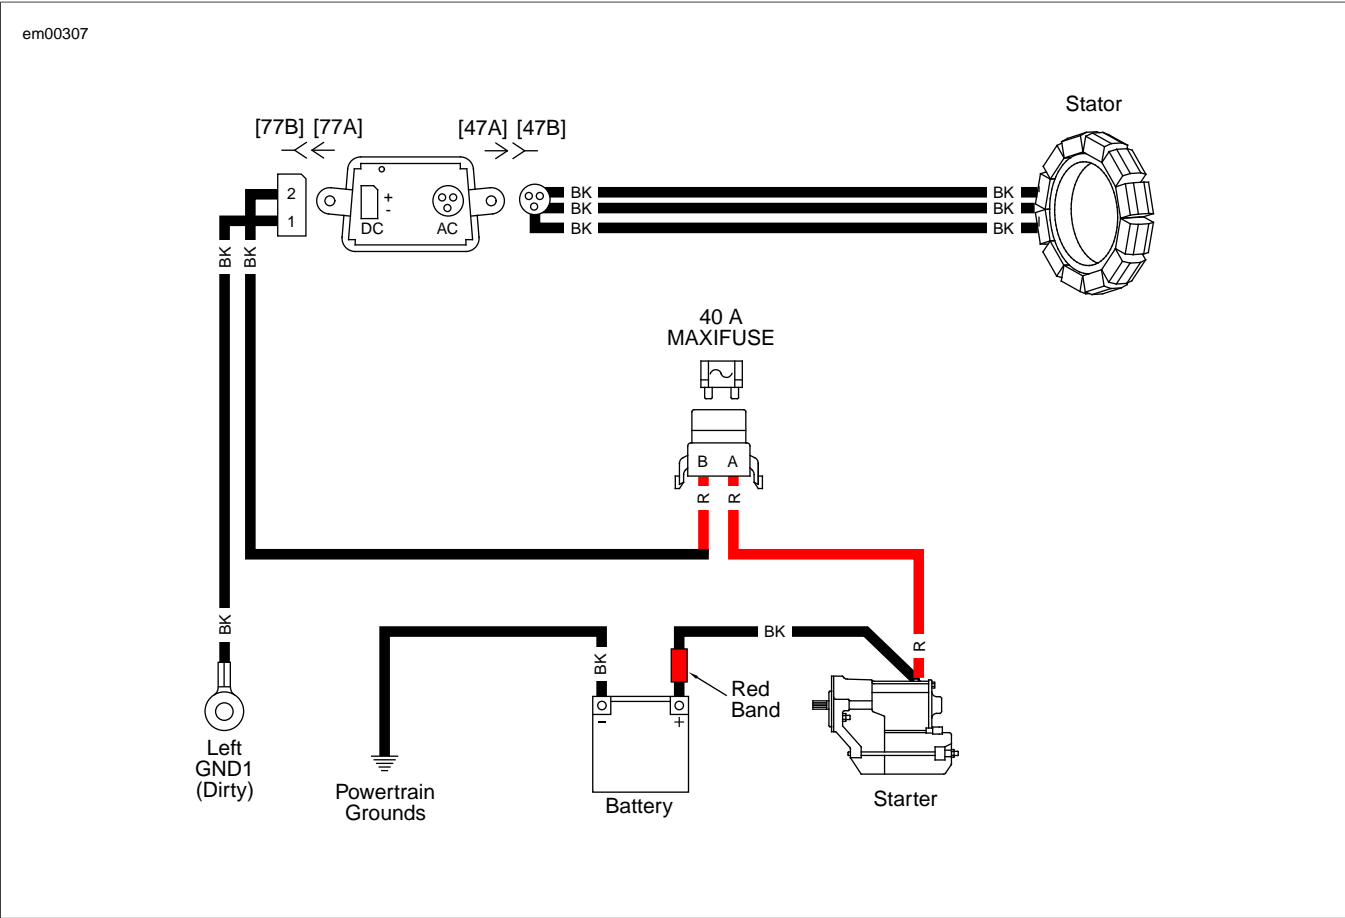 em00307
Stator
[77B] [77A]
[47A] [47B]
2
1
+
-
DC
AC
BK
BK
BK
BK
BK
BK
BK
BK
40 A
MAXIFUSE
B A
R
R
BK
BK
BK
R
Red
Band
-
+
Left
GND1
(Dirty)
Powertrain
Grounds
Battery
Starter